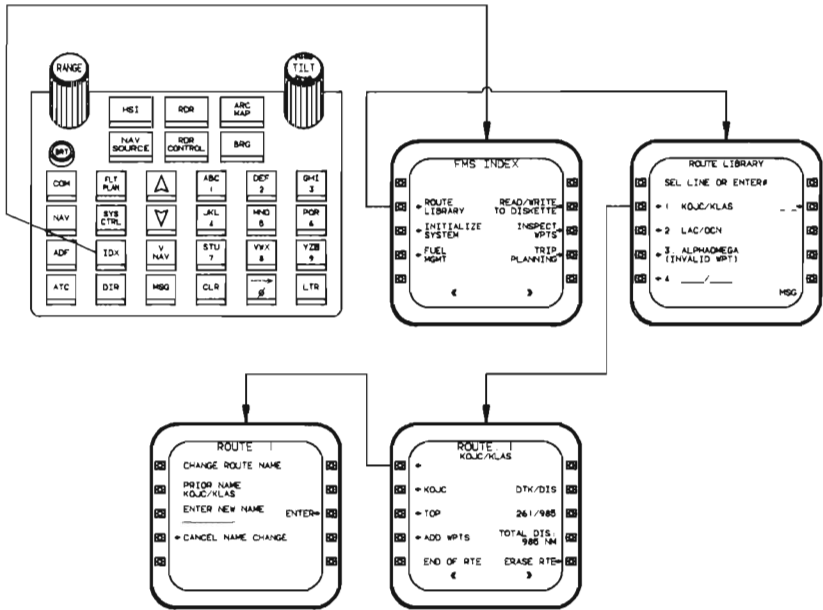 RANGE
TILT
HSI
RDR
ARC
MAP
BRT
NAV
SOURCE
RDR
CONTROL
BRG
COM
FLT
PLAN
ABC
1
DEF
2
GHI
3
NAV
SYS
CTRL
JKL
4
MNO
5
PQR
6
ADF
IDX
V
NAV
STU
7
VWX
8
YZB
9
ATC
DIR
MSG
CLR
LTR
FMS INDEX
ROUTE
LIBRARY
READ/WRITE
TO DISKETTE
INITIALIZE
SYSTEM
INSPECT
WPTS
FUEL
MGMT
TRIP
PLANNING
ROUTE LIBRARY
SEL LINE OR ENTER#
1 KOJC/KLAS _ _
2 LAC/OCN
3. ALPHAOMEGA
(INVALID WPT)
4 ____/____
MSG
ROUTE 1
CHANGE ROUTE NAME
PRIOR NAME
KOJC/KLAS
ENTER NEW NAME
ENTER
CANCEL NAME CHANGE
ROUTE. 1
KOJC/KLAS
KOJC DTK/DIS
TOP 261/985
ADD WPTS
TOTAL DIS.
985 NM
END OF RTE ERASE RTE